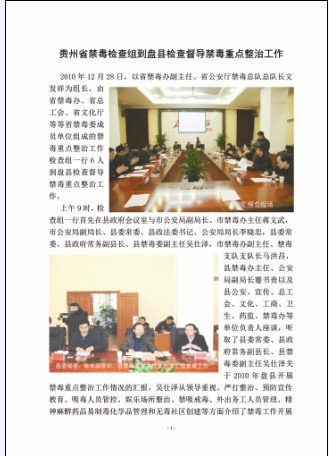 贵州省禁毒检查组到盘县检查督导禁毒重点整治工作
2010 年 12 月 28 日，以省禁毒办副主任、省公安厅禁毒总队总队长文
发祥为组长，由
省禁毒办、省总
工会、省文化厅
等等省禁毒委成
员单位组成的禁
毒重点整治工作
检查组一行 6 人
到盘县检查督导
禁毒重点整治工
作。
汇报会现场
上午 9 时，检
查组一行首先在县政府会议室与市公安局副局长、市禁毒办主任蒋文武，
市公安局副局长、县委常委、县政法委书记、公安局局长李晓忠，县委常
委、县政府常务副县长、县禁毒委副主任吴仕泽，市禁毒办副主任、禁毒
支队支队长马洪昌，
县禁毒办主任、公安
局副局长蹇书贵以及
县公安、宣传、总工
会、文化、工商、卫
生、药监、禁毒办等
单位负责人座谈，听
取了县委常委、县政
府常务副县长、县禁
毒委副主任吴仕泽关
于 2010 年盘县开展
禁毒重点整治工作情况的汇报。吴仕泽从领导重视、严打整治、预防宣传
教育、吸毒人员管控、娱乐场所整治、禁吸戒毒、外出务工人员管理、精
神麻醉药品易制毒化学品管理和无毒社区创建等方面介绍了禁毒工作开展
- 1 -